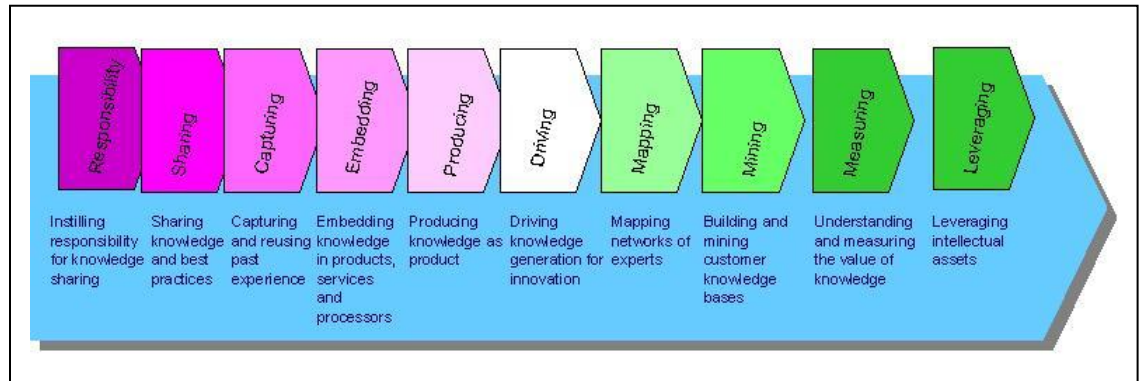 Responsibility
Sharing
Capturing
Embedding
Producing
Driving
Mapping
Mining
Measuring
Leveraging
Instilling
responsibility
for knowledge
sharing
Sharing
knowledge
and best
practices
Capturing
and reusing
past
experience
Embedding
knowledge
in products,
services
and
processors
Producing
knowledge as
product
Driving
knowledge
generation for
innovation
Mapping
networks of
experts
Building and
mining
customer
knowledge
bases
Understanding
and measuring
the value of
knowledge
Leveraging
intellectual
assets